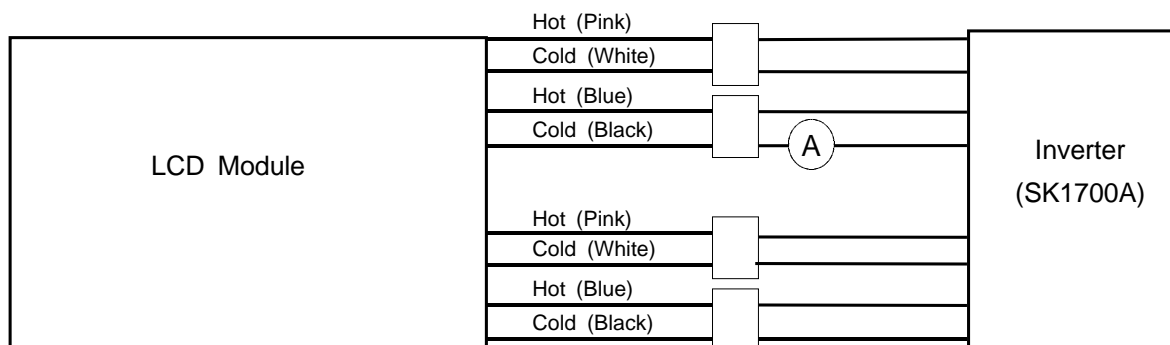 Hot (Pink)
Cold (White)
Hot (Blue)
Cold (Black)
A
LCD Module
Inverter
(SK1700A)
Hot (Pink)
Cold (White)
Hot (Blue)
Cold (Black)